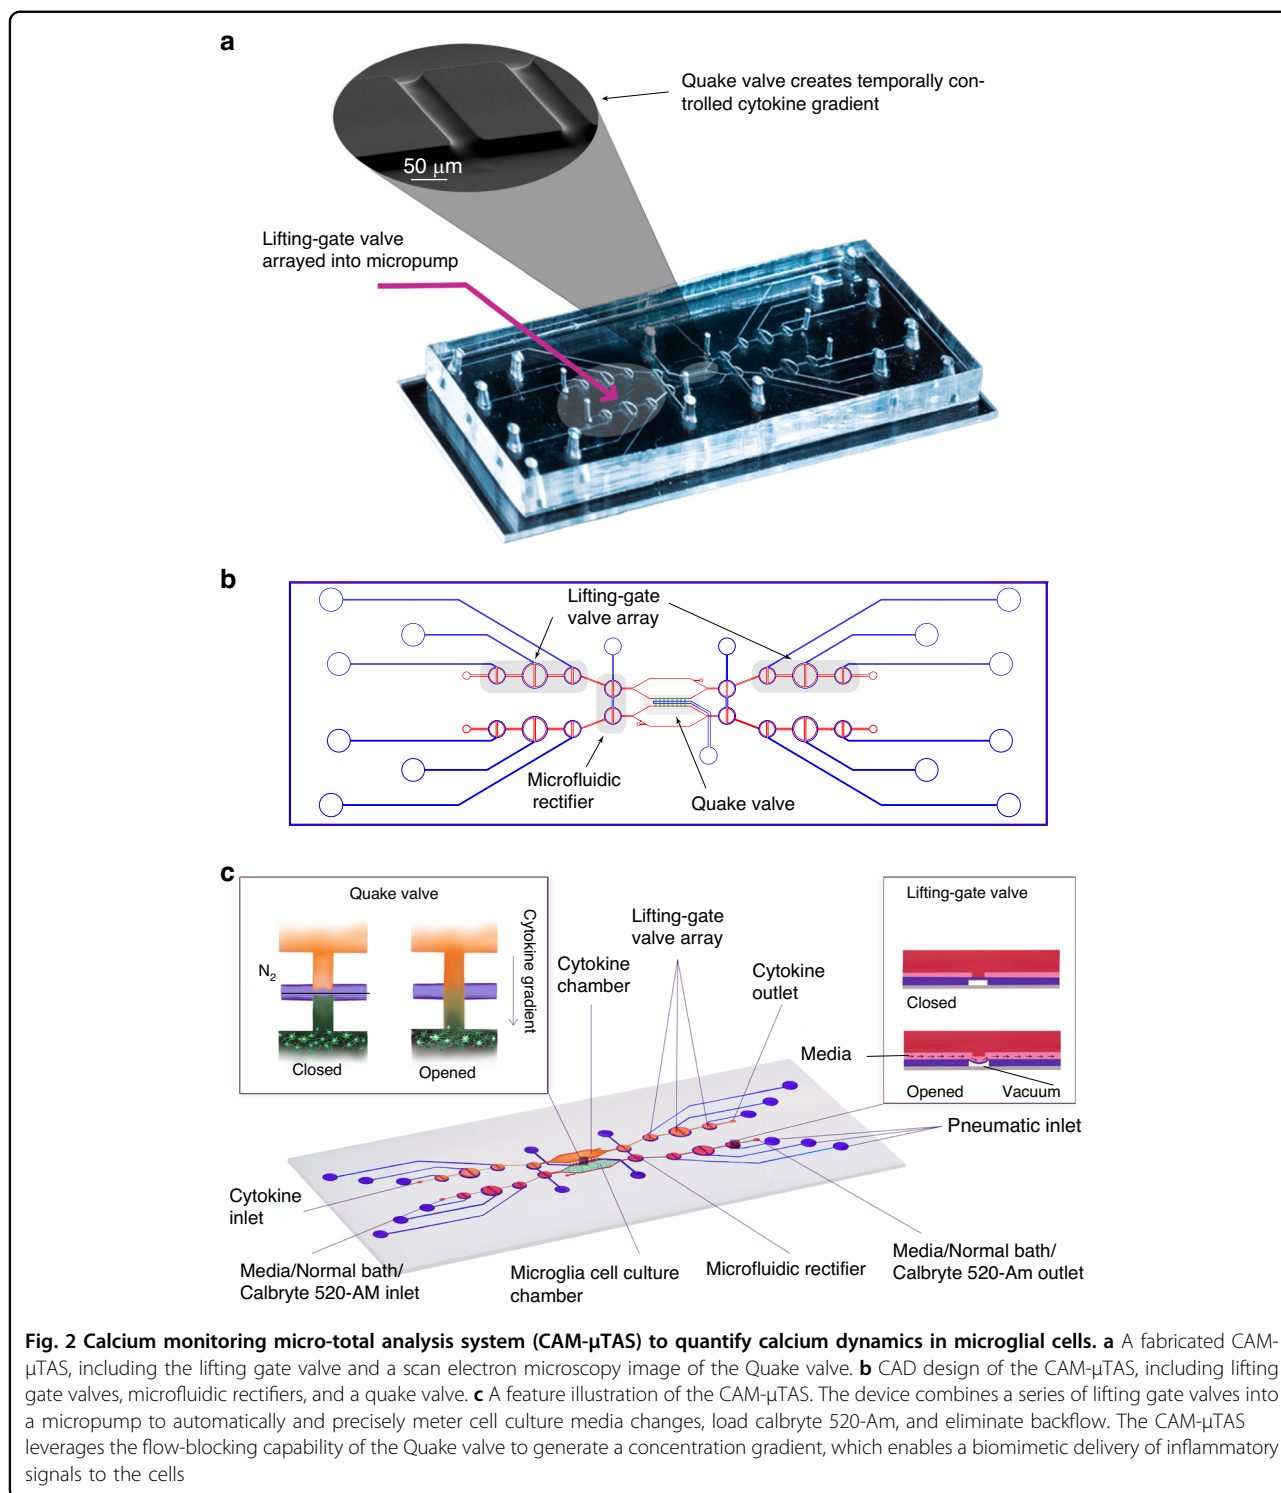 a
Quake valve creates temporally con-
trolled cytokine gradient
50 μm
Lifting-gate valve
arrayed into micropump
b
Lifting-gate
valve array
Microfluidic
rectifier
Quake valve
c
Quake valve
N2
Cytokine gradient
Closed
Opened
Lifting-gate
valve array
Cytokine
chamber
Cytokine
outlet
Lifting-gate valve
Closed
Media
Opened
Vacuum
Pneumatic inlet
Cytokine
inlet
Media/Normal bath/
Calbryte 520-AM inlet
Microglia cell culture
chamber
Microfluidic rectifier
Media/Normal bath/
Calbryte 520-Am outlet
Fig. 2 Calcium monitoring micro-total analysis system (CAM-μTAS) to quantify calcium dynamics in microglial cells. a A fabricated CAM-
μTAS, including the lifting gate valve and a scan electron microscopy image of the Quake valve. b CAD design of the CAM-μTAS, including lifting
gate valves, microfluidic rectifiers, and a quake valve. c A feature illustration of the CAM-μTAS. The device combines a series of lifting gate valves into
a micropump to automatically and precisely meter cell culture media changes, load calbryte 520-Am, and eliminate backflow. The CAM-μTAS
leverages the flow-blocking capability of the Quake valve to generate a concentration gradient, which enables a biomimetic delivery of inflammatory
signals to the cells